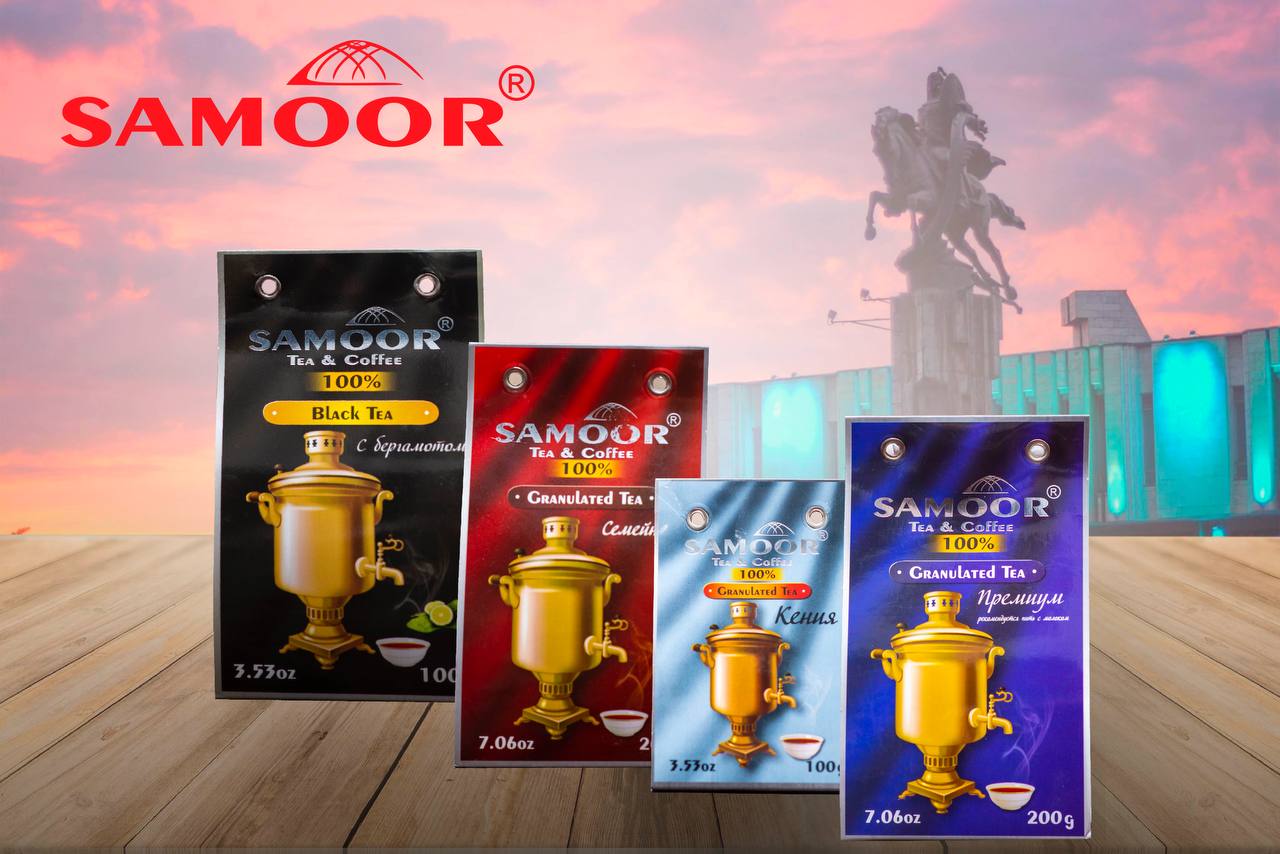 SAMOOR®
SAMOOR®
Tea & Coffee
100%
Black Tea
С бергамотом
3.53oz
100
SAMOOR®
Tea & Coffee
100%
Granulated Tea
7.06oz
SAMOOR®
Tea & Coffee
100%
Granulated Tea
Кения
3.53oz
100g
SAMOOR®
Tea & Coffee
100%
Granulated Tea
Премиум
рекомендуется пить с молоком
7.06oz
200g